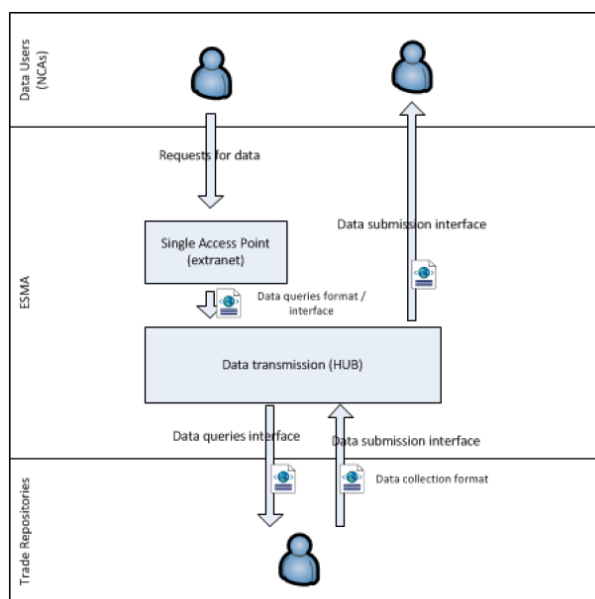 Data Users
(NCAs)
Requests for data
Data submission interface
Single Access Point
(extranet)
ESMA
Data queries format /
interface
Data transmission (HUB)
Data queries interface
Data submission interface
Data collection format
Trade Repositories